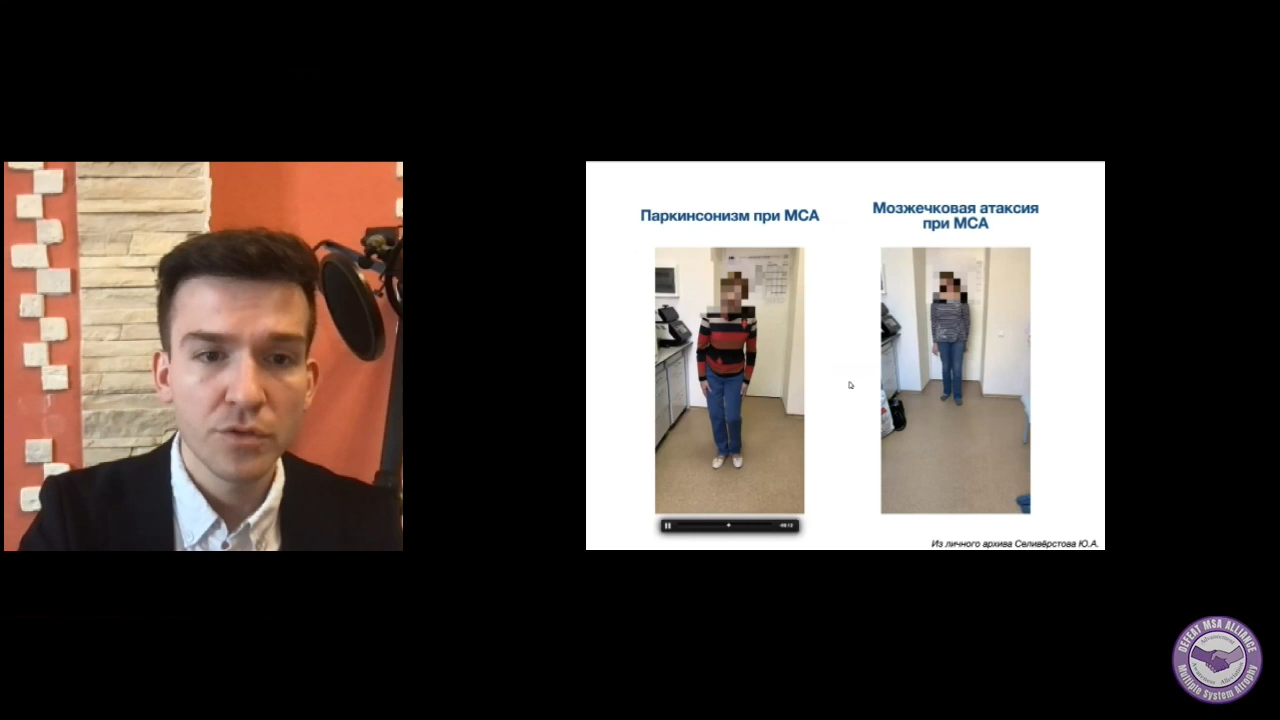 Паркинсонизм при МСА
Мозжечковая атаксия
при МСА
Из личного архива Селивёрстова Ю.А.
DEFEAT MSA ALLIANCE
Multiple System Atrophy